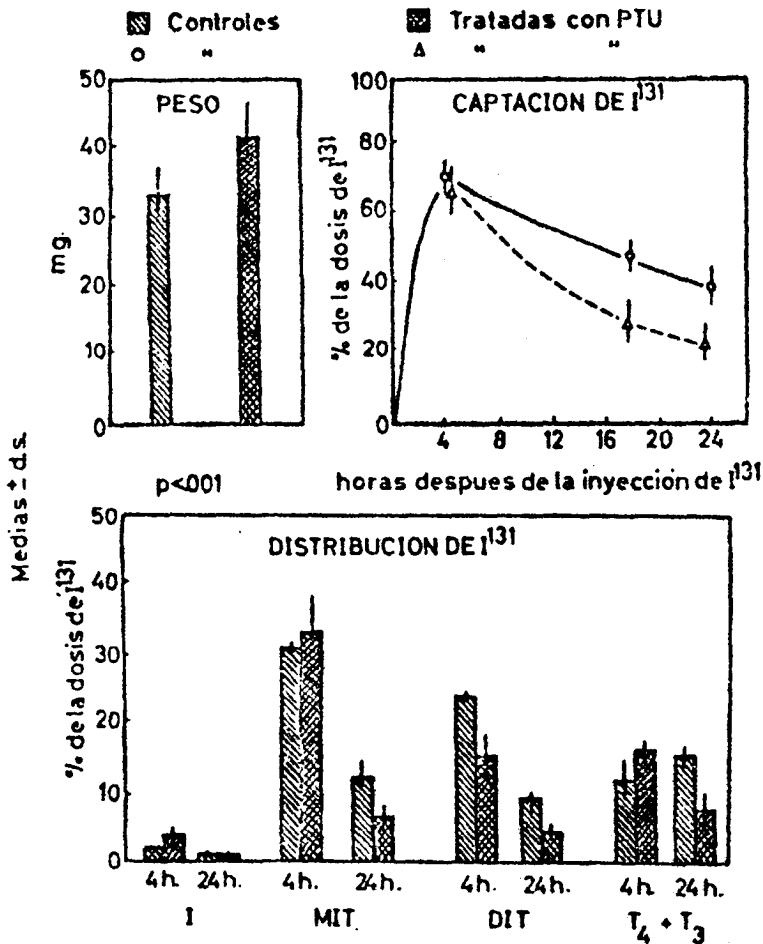 Controles
Tratadas con PTU
" "
"
PESO
CAPTACION DE I¹³¹
50
40
30
20
10
0
mg.
100
80
60
40
20
0
% de la dosis de I¹³¹
4 8 12 16 20 24
p<.001
horas despues de la inyección de I¹³¹
Medias ± d.s.
DISTRIBUCION DE I¹³¹
50
40
30
20
10
0
% de la dosis de I¹³¹
4h. 24h. 4h. 24h. 4h. 24h. 4h. 24h.
I MIT DIT T₄ + T₃